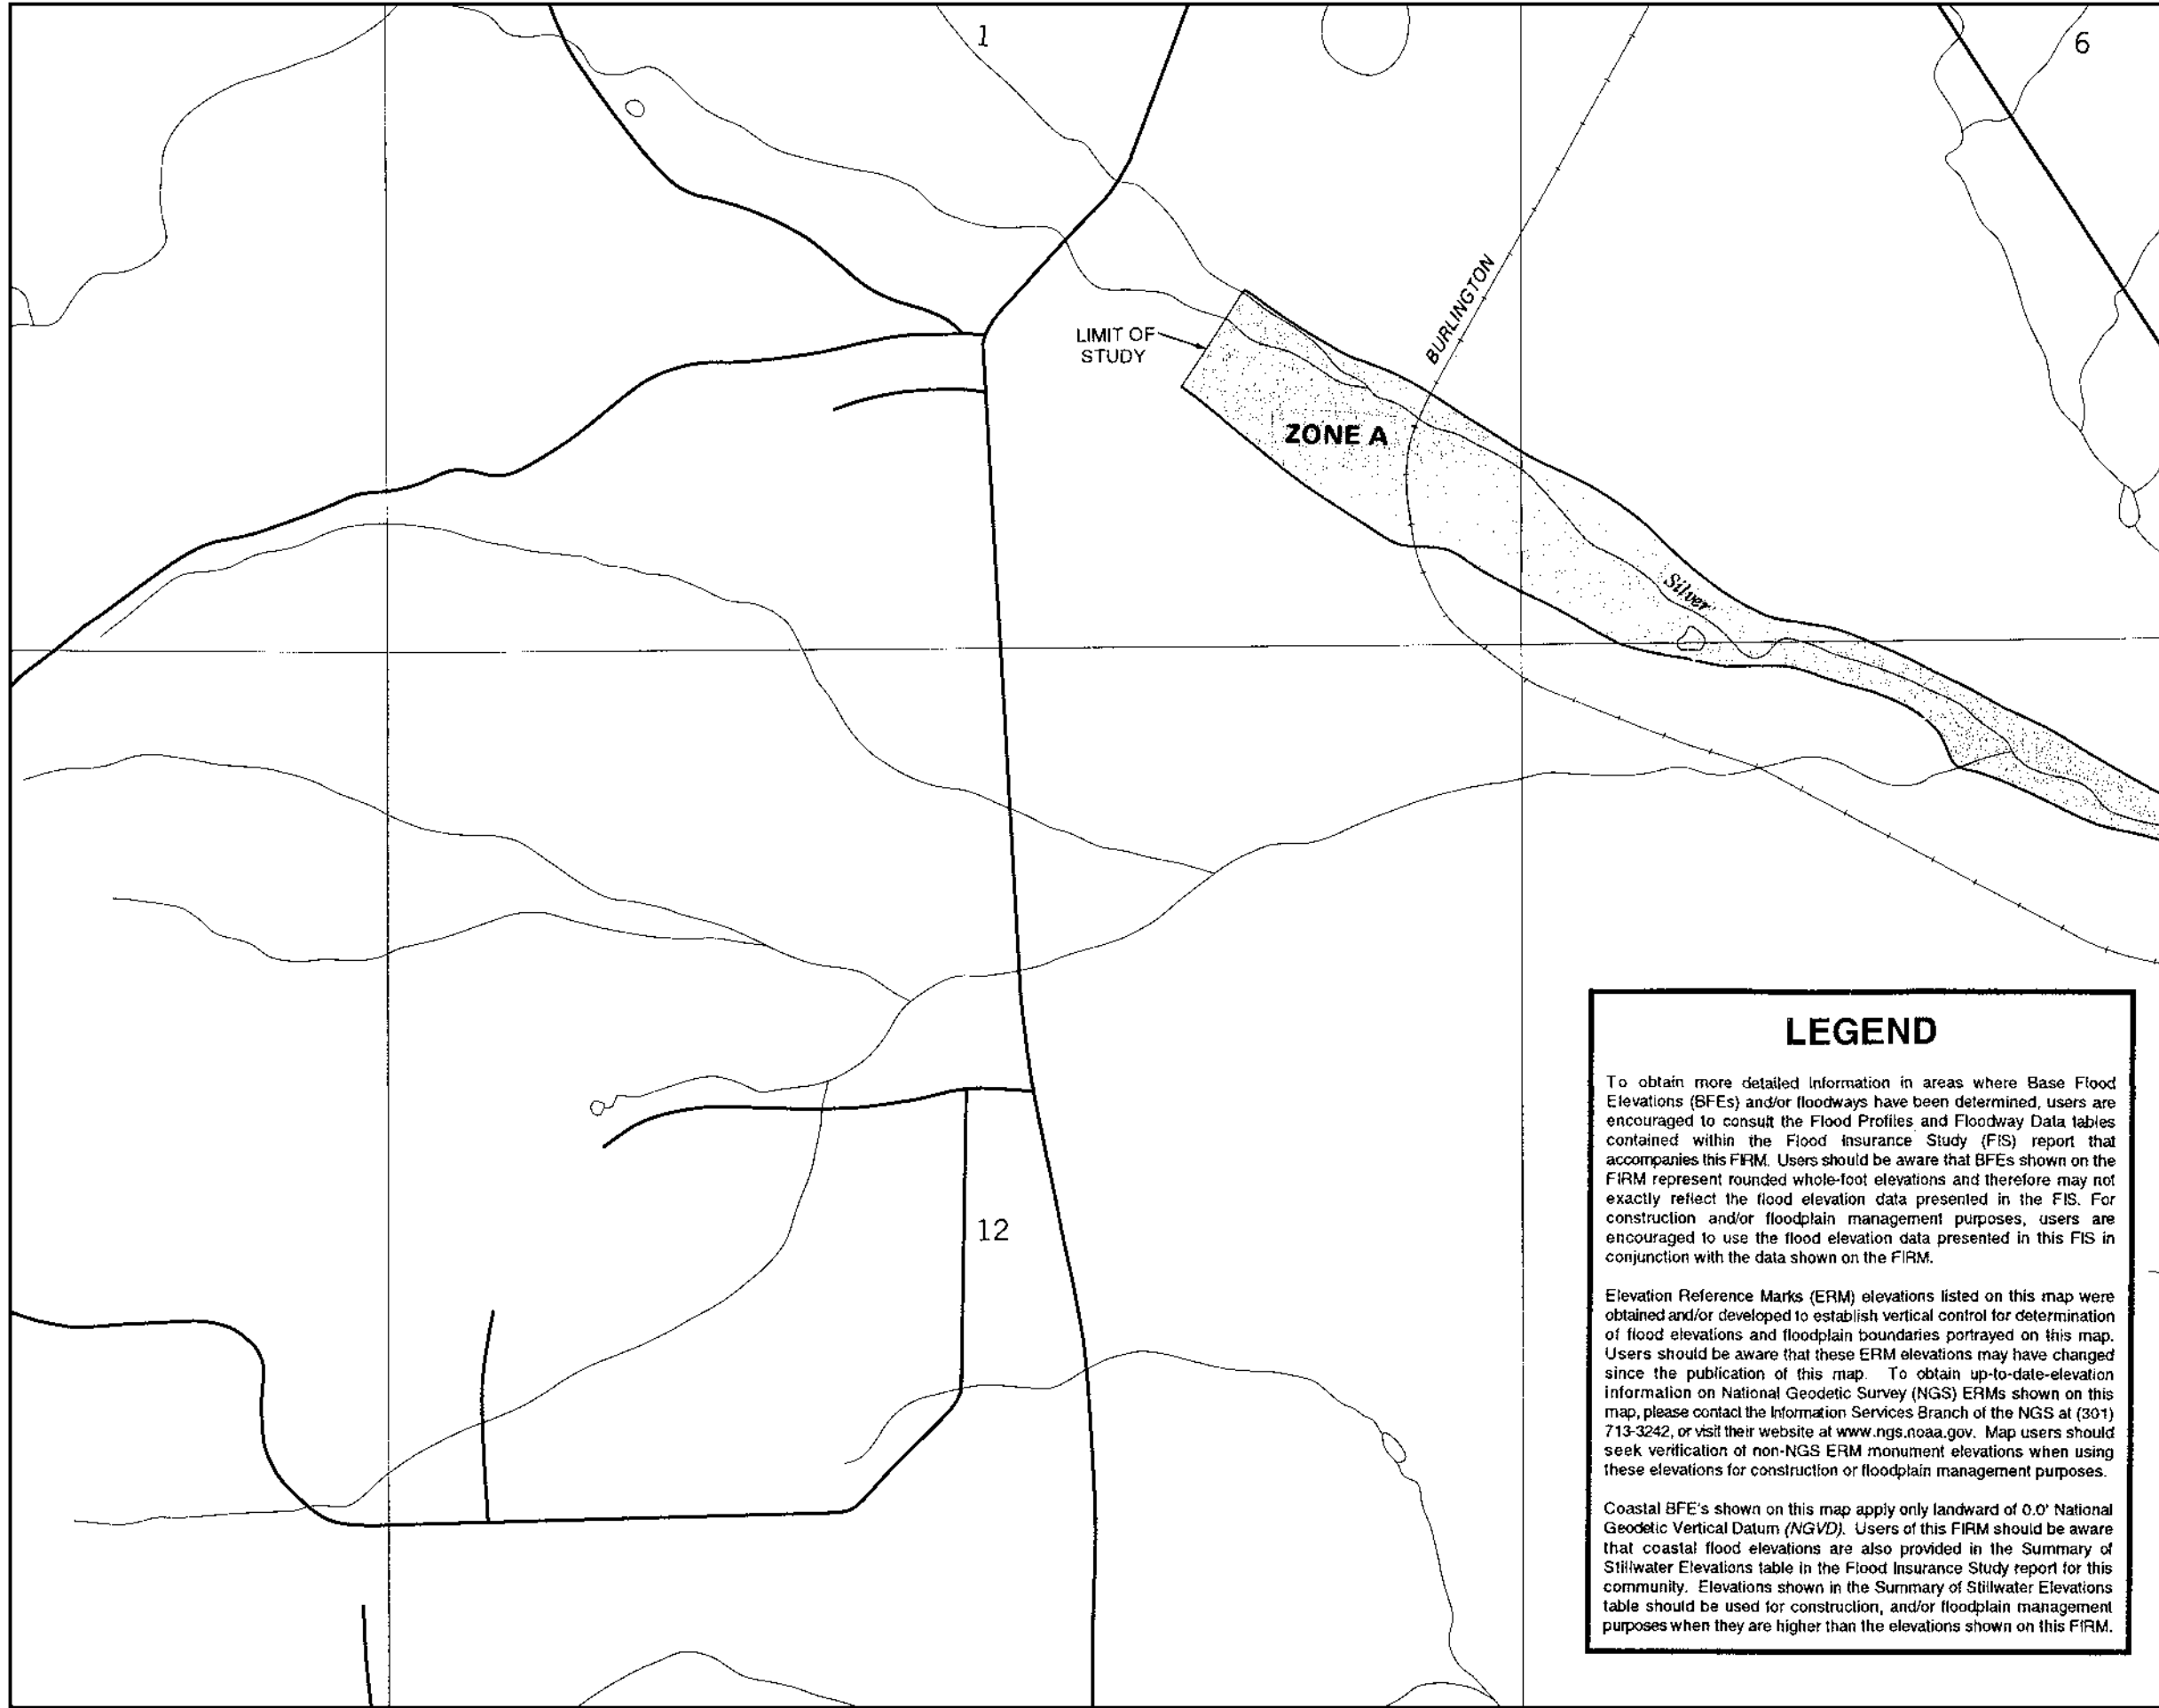 1
6
BURLINGTON
LIMIT OF
STUDY
ZONE A
Silver
12
LEGEND
To obtain more detailed information in areas where Base Flood
Elevations (BFEs) and/or floodways have been determined, users are
encouraged to consult the Flood Profiles and Floodway Data tables
contained within the Flood Insurance Study (FIS) report that
accompanies this FIRM. Users should be aware that BFEs shown on the
FIRM represent rounded whole-foot elevations and therefore may not
exactly reflect the flood elevation data presented in the FIS. For
construction and/or floodplain management purposes, users are
encouraged to use the flood elevation data presented in this FIS in
conjunction with the data shown on the FIRM.
Elevation Reference Marks (ERM) elevations listed on this map were
obtained and/or developed to establish vertical control for determination
of flood elevations and floodplain boundaries portrayed on this map.
Users should be aware that these ERM elevations may have changed
since the publication of this map. To obtain up-to-date-elevation
information on National Geodetic Survey (NGS) ERMs shown on this
map, please contact the Information Services Branch of the NGS at (301)
713-3242, or visit their website at www.ngs.noaa.gov. Map users should
seek verification of non-NGS ERM monument elevations when using
these elevations for construction or floodplain management purposes.
Coastal BFE's shown on this map apply only landward of 0.0' National
Geodetic Vertical Datum (NGVD). Users of this FIRM should be aware
that coastal flood elevations are also provided in the Summary of
Stillwater Elevations table in the Flood Insurance Study report for this
community. Elevations shown in the Summary of Stillwater Elevations
table should be used for construction, and/or floodplain management
purposes when they are higher than the elevations shown on this FIRM.